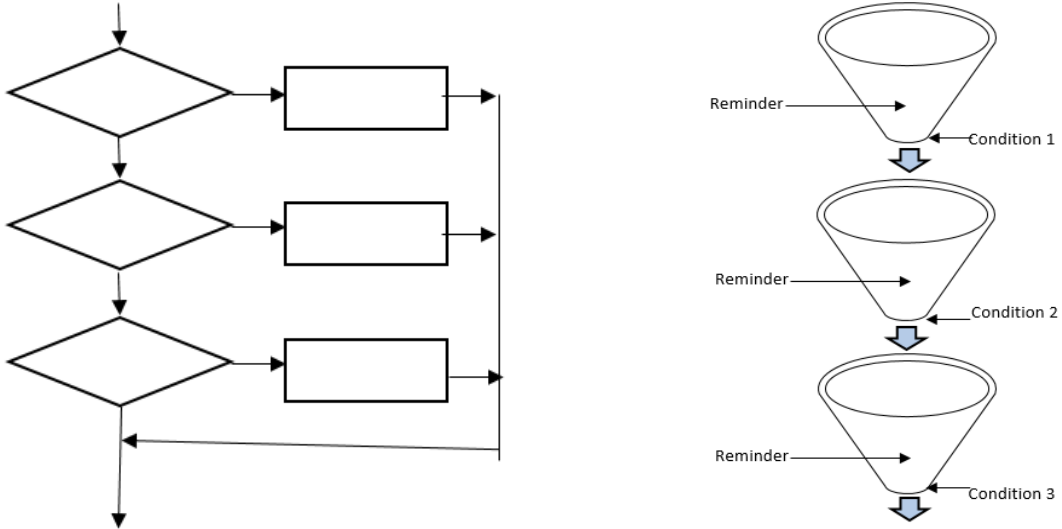 Reminder
Condition 1
Reminder
Condition 2
Reminder
Condition 3